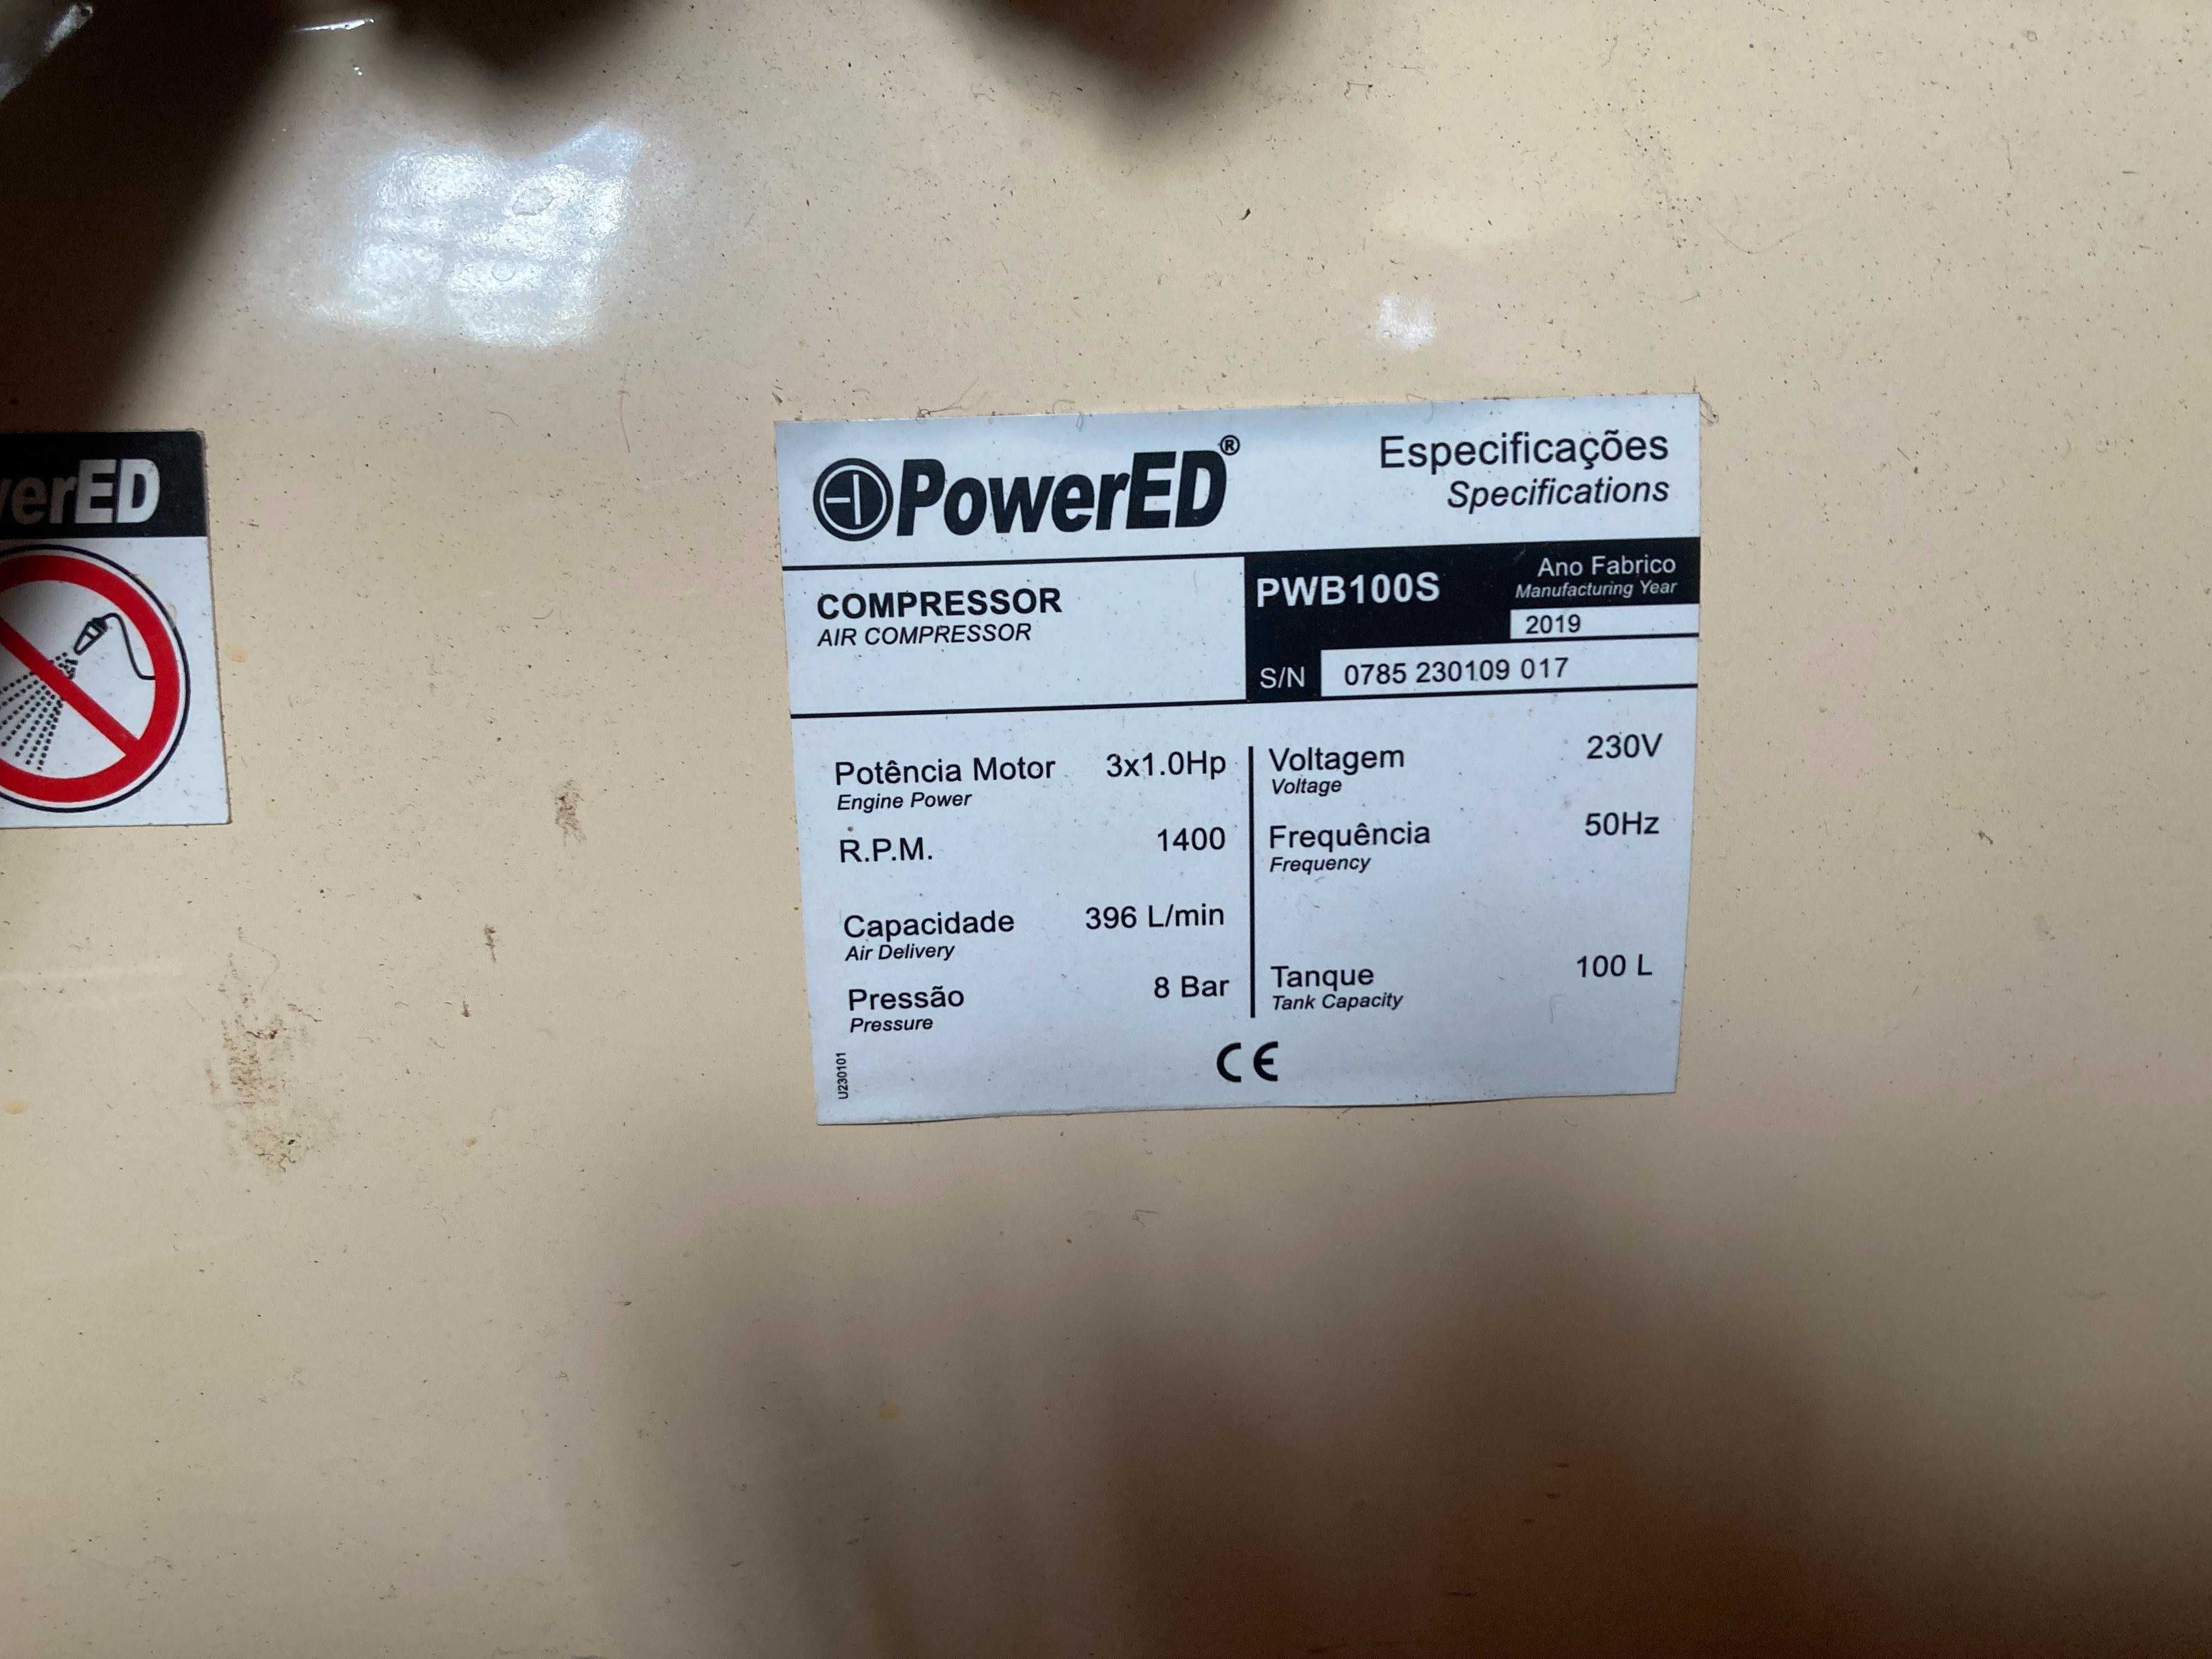 erED
PowerED®
Especificações
Specifications
COMPRESSOR
AIR COMPRESSOR
PWB100S
Ano Fabrico
Manufacturing Year
2019
S/N 0785 230109 017
Potência Motor 3x1.0Hp
Engine Power
R.P.M. 1400
Capacidade 396 L/min
Air Delivery
Pressão 8 Bar
Pressure
Voltagem 230V
Voltage
Frequência 50Hz
Frequency
Tanque 100 L
Tank Capacity
U230101
CE